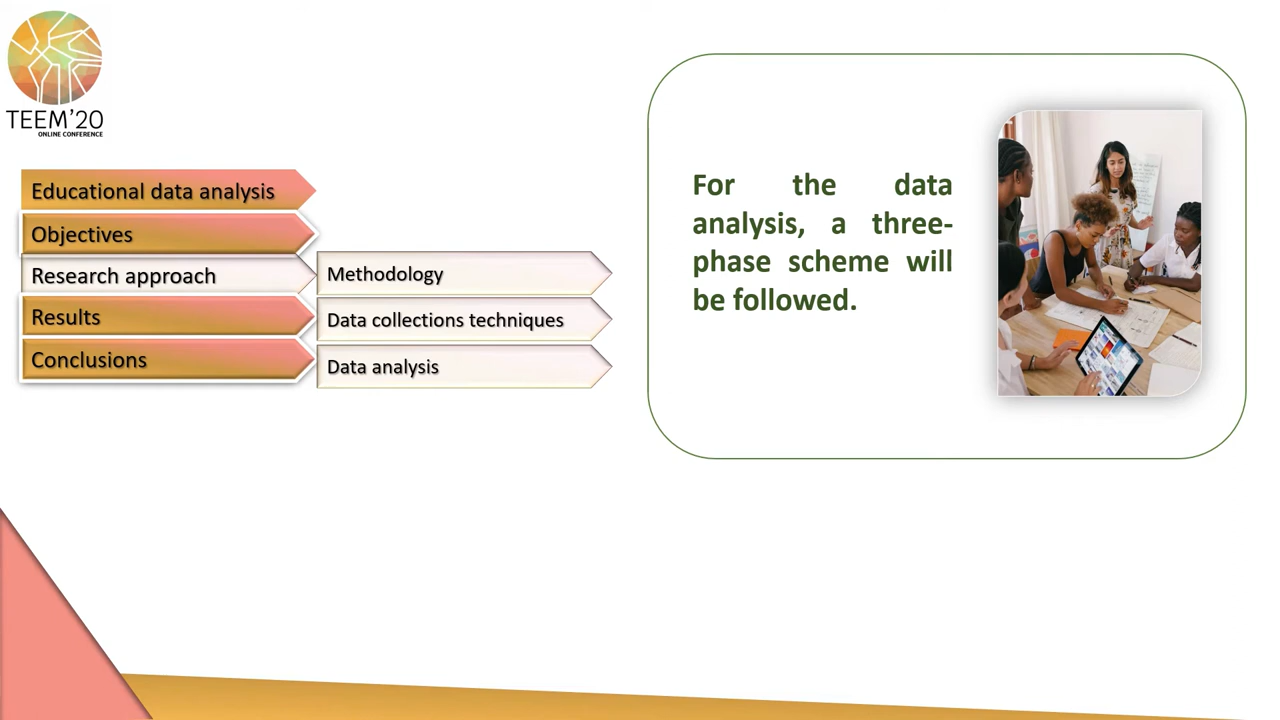 TEEM'20
ONLINE CONFERENCE
Educational data analysis
Objectives
Research approach
Results
Conclusions
Methodology
Data collections techniques
Data analysis
For the data
analysis, a three-
phase scheme will
be followed.